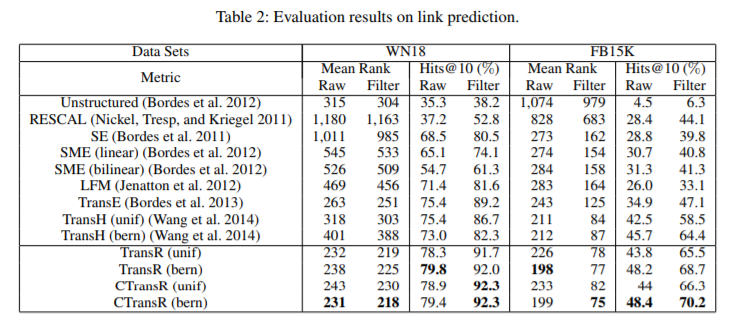 Table 2: Evaluation results on link prediction.
Data Sets WN18 FB15K
Metric Mean Rank Hits@10 (%) Mean Rank Hits@10 (%)
Raw Filter Raw Filter Raw Filter Raw Filter
Unstructured (Bordes et al. 2012) 315 304 35.3 38.2 1,074 979 4.5 6.3
RESCAL (Nickel, Tresp, and Kriegel 2011) 1,180 1,163 37.2 52.8 828 683 28.4 44.1
SE (Bordes et al. 2011) 1,011 985 68.5 80.5 273 162 28.8 39.8
SME (linear) (Bordes et al. 2012) 545 533 65.1 74.1 274 154 30.7 40.8
SME (bilinear) (Bordes et al. 2012) 526 509 54.7 61.3 284 158 31.3 41.3
LFM (Jenatton et al. 2012) 469 456 71.4 81.6 283 164 26.0 33.1
TransE (Bordes et al. 2013) 263 251 75.4 89.2 243 125 34.9 47.1
TransH (unif) (Wang et al. 2014) 318 303 75.4 86.7 211 84 42.5 58.5
TransH (bern) (Wang et al. 2014) 401 388 73.0 82.3 212 87 45.7 64.4
TransR (unif) 232 219 78.3 91.7 226 78 43.8 65.5
TransR (bern) 238 225 79.8 92.0 198 77 48.2 68.7
CTransR (unif) 243 230 78.9 92.3 233 82 44 66.3
CTransR (bern) 231 218 79.4 92.3 199 75 48.4 70.2